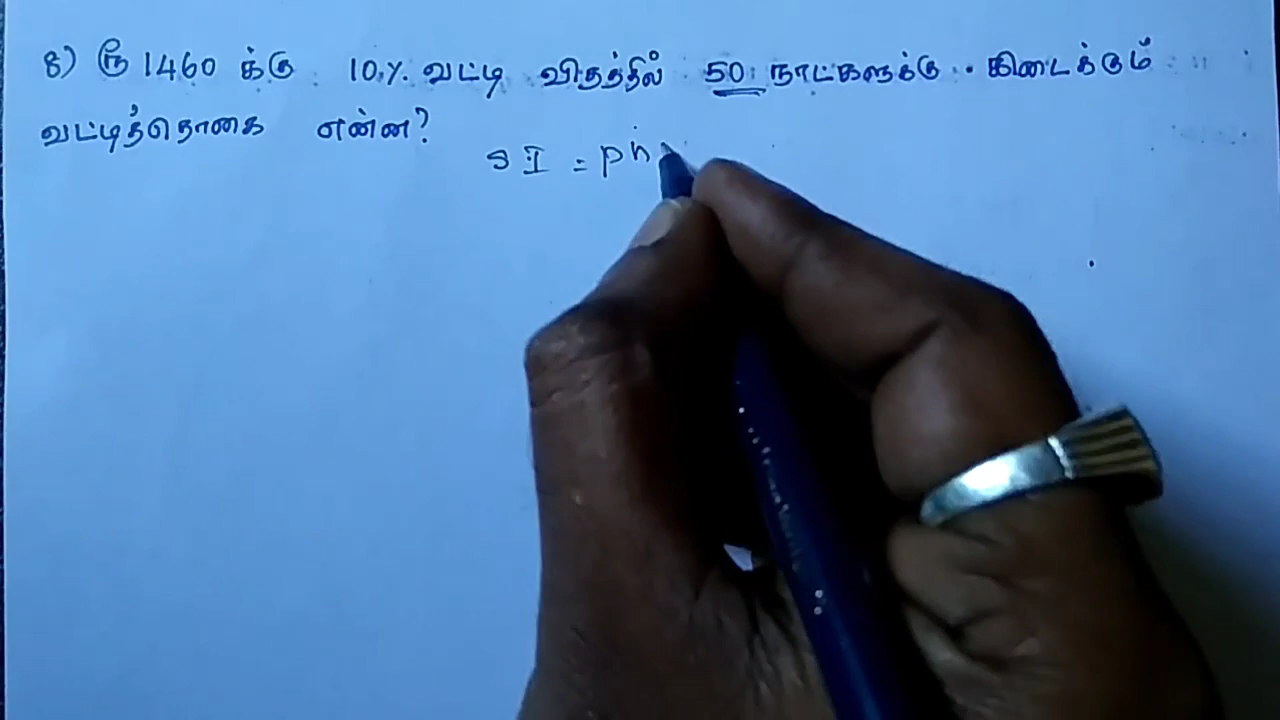 8) ரூ 1460 க்கு 10% வட்டி விதத்தில் 50 நாட்களுக்கு கிடைக்கும்
வட்டித்தொகை என்ன?
SI = pn